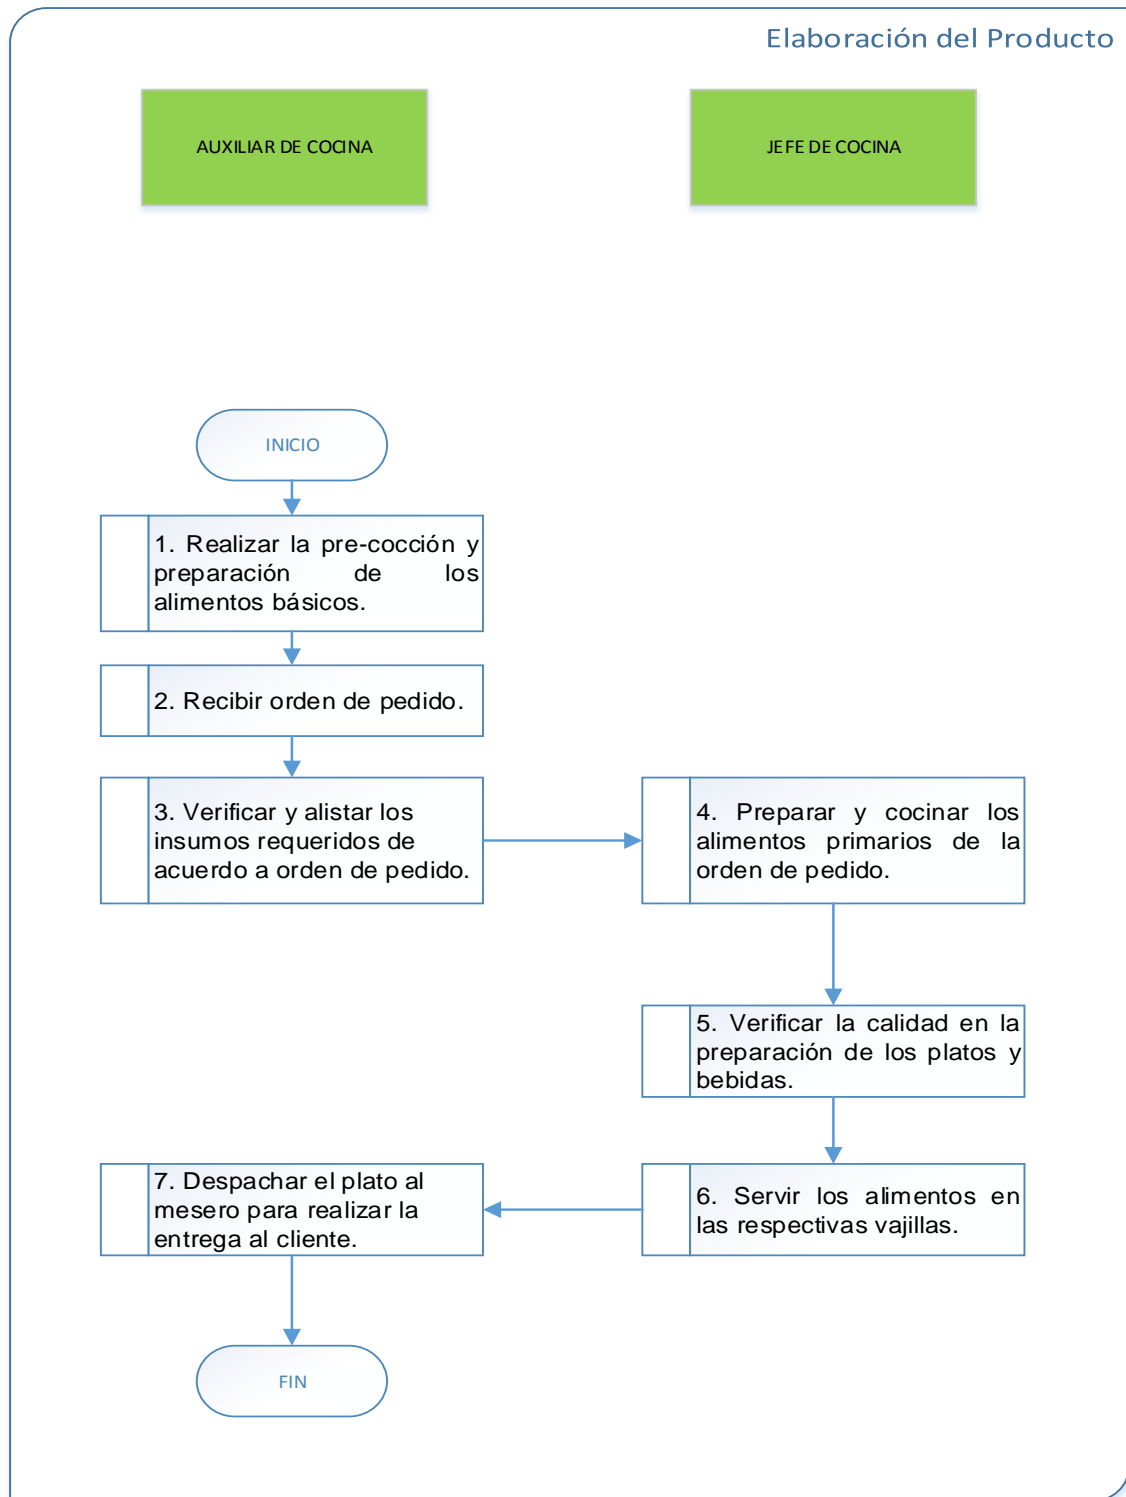 Elaboración del Producto
AUXILIAR DE COCINA
JEFE DE COCINA
INICIO
1. Realizar la pre-cocción y
preparación de los
alimentos básicos.
2. Recibir orden de pedido.
3. Verificar y alistar los
insumos requeridos de
acuerdo a orden de pedido.
4. Preparar y cocinar los
alimentos primarios de la
orden de pedido.
5. Verificar la calidad en la
preparación de los platos y
bebidas.
6. Servir los alimentos en
las respectivas vajillas.
7. Despachar el plato al
mesero para realizar la
entrega al cliente.
FIN